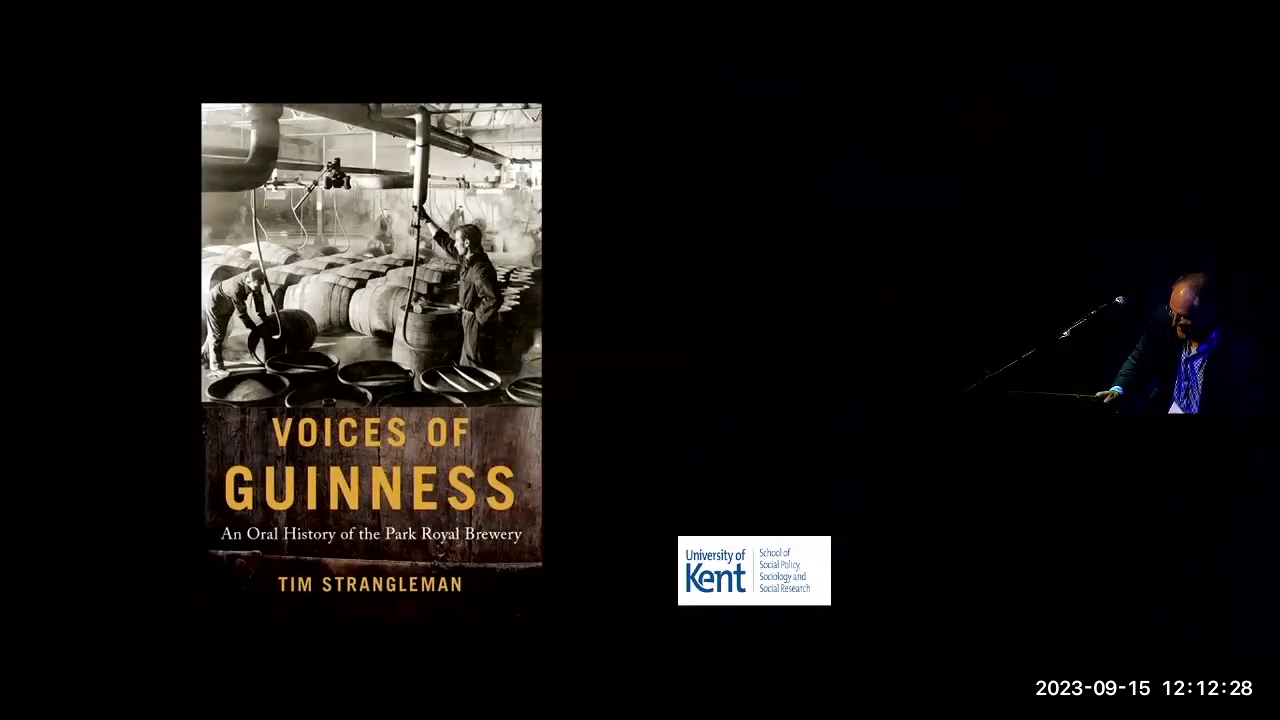 VOICES OF
GUINNESS
An Oral History of the Park Royal Brewery
TIM STRANGLEMAN
University of
Kent
School of
Social Policy,
Sociology and
Social Research
2023-09-15 12:12:28